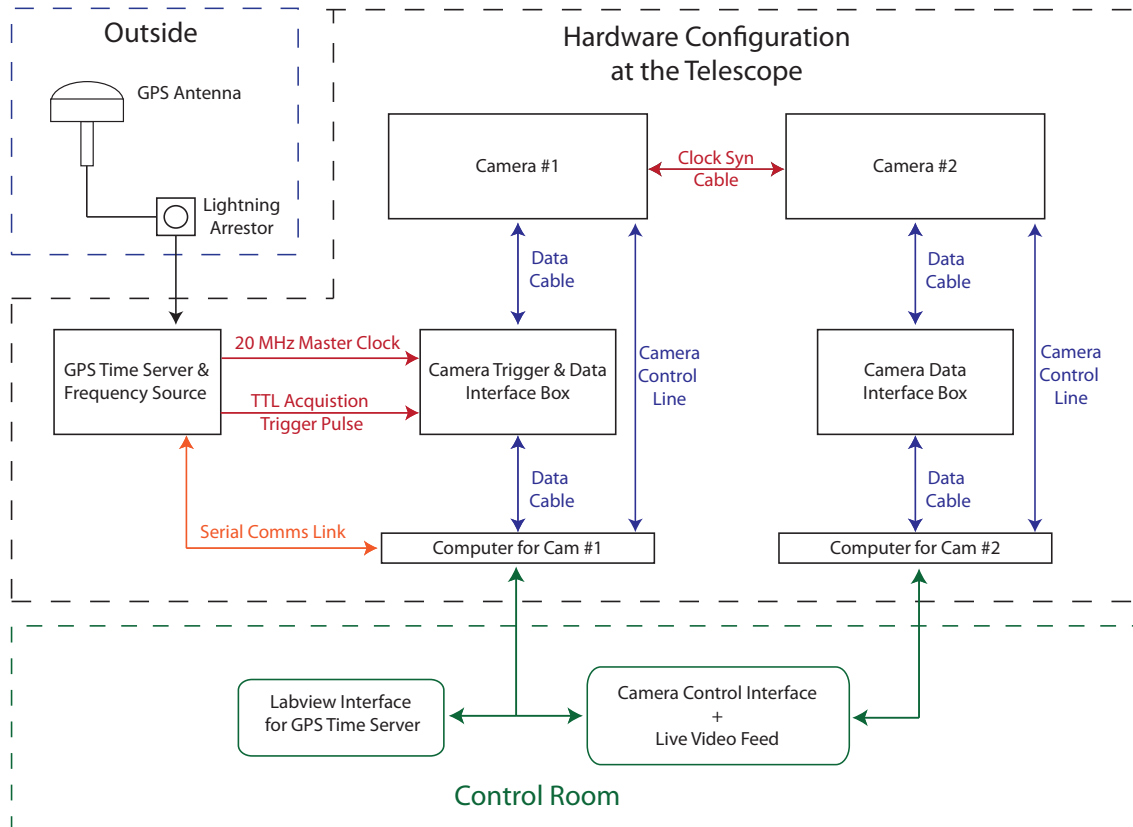 Outside
GPS Antenna
Lightning
Arrestor
Hardware Configuration
at the Telescope
Camera #1
Clock Syn
Cable
Camera #2
Data
Cable
Data
Cable
GPS Time Server &
Frequency Source
20 MHz Master Clock
TTL Acquistion
Trigger Pulse
Camera Trigger & Data
Interface Box
Camera
Control
Line
Camera Data
Interface Box
Camera
Control
Line
Data
Cable
Data
Cable
Serial Comms Link
Computer for Cam #1
Computer for Cam #2
Labview Interface
for GPS Time Server
Camera Control Interface
+
Live Video Feed
Control Room